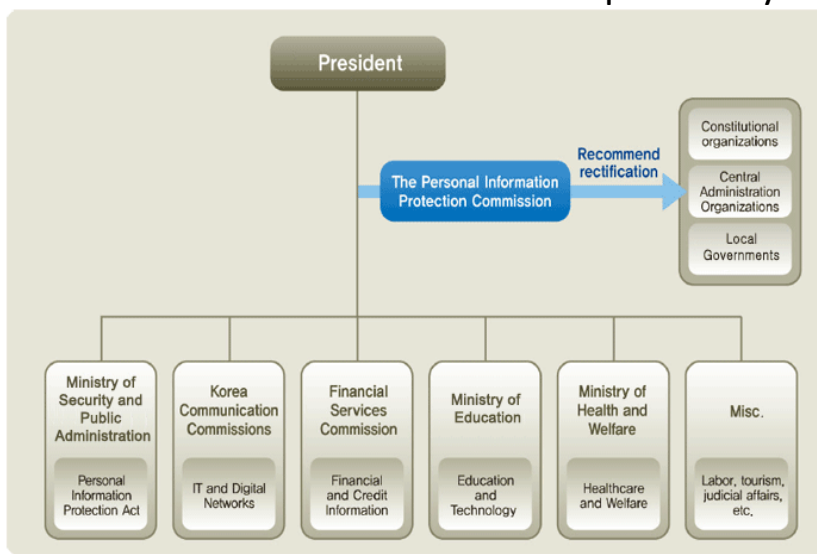 President
The Personal Information
Protection Commission
Recommend
rectification
Constitutional
organizations
Central
Administration
Organizations
Local
Governments
Ministry of
Security and
Public
Administration
Personal
Information
Protection Act
Korea
Communication
Commissions
IT and Digital
Networks
Financial
Services
Commission
Financial
and Credit
Information
Ministry of
Education
Education
and
Technology
Ministry of
Health and
Welfare
Healthcare
and Welfare
Misc.
Labor, tourism,
judicial affairs,
etc.